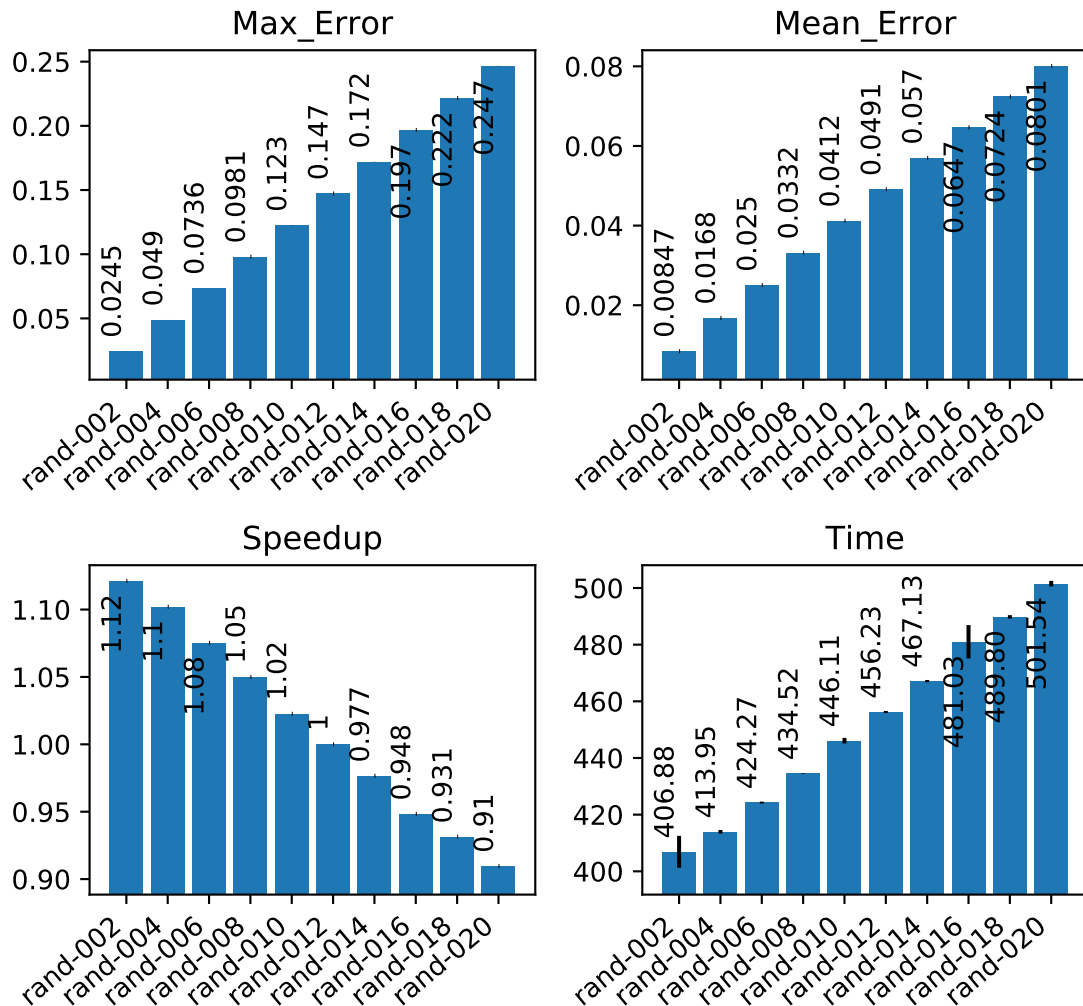 Max_Error
0.25
0.20
0.15
0.10
0.05
0.0245
0.049
0.0736
0.0981
0.123
0.147
0.172
0.197
0.222
0.247
rand-002
rand-004
rand-006
rand-008
rand-010
rand-012
rand-014
rand-016
rand-018
rand-020
Mean_Error
0.08
0.06
0.04
0.02
0.00847
0.0168
0.025
0.0332
0.0412
0.0491
0.057
0.0647
0.0724
0.0801
rand-002
rand-004
rand-006
rand-008
rand-010
rand-012
rand-014
rand-016
rand-018
rand-020
Speedup
1.10
1.05
1.00
0.95
0.90
1.12
1.1
1.08
1.05
1.02
1
0.977
0.948
0.931
0.91
rand-002
rand-004
rand-006
rand-008
rand-010
rand-012
rand-014
rand-016
rand-018
rand-020
Time
500
480
460
440
420
400
406.88
413.95
424.27
434.52
446.11
456.23
467.13
481.03
489.80
501.54
rand-002
rand-004
rand-006
rand-008
rand-010
rand-012
rand-014
rand-016
rand-018
rand-020